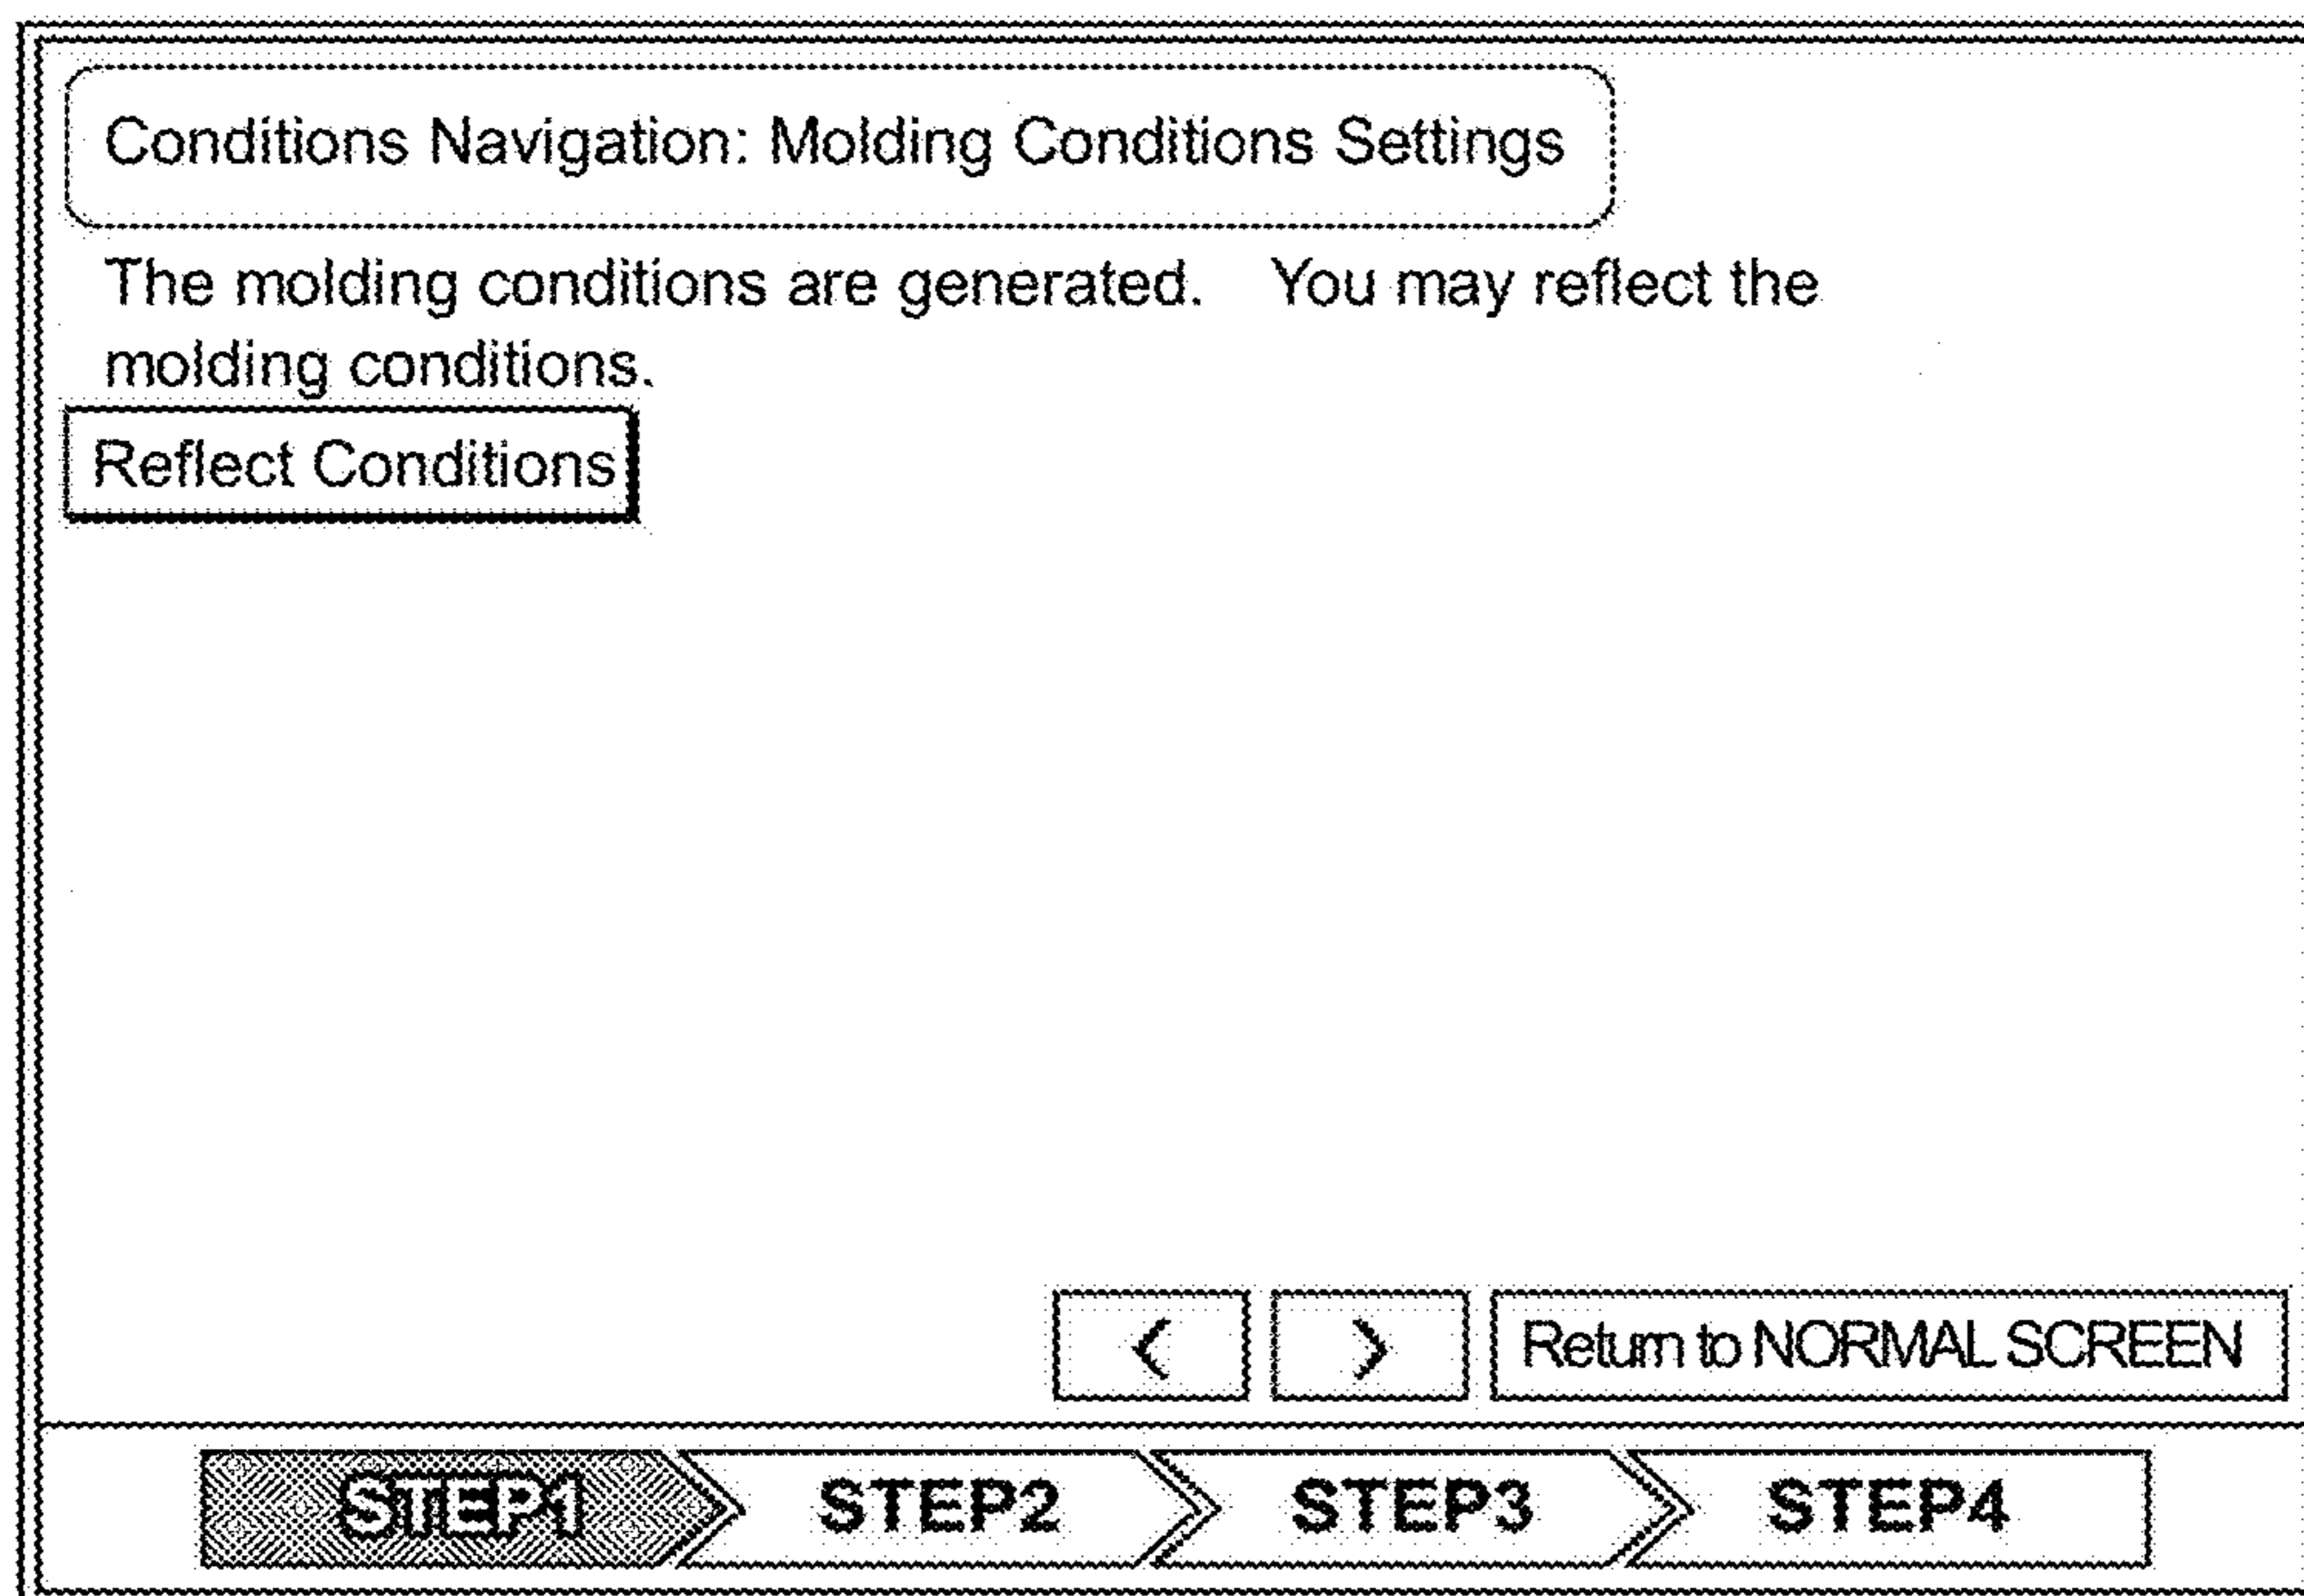 Conditions Navigation: Molding Conditions Settings
The molding conditions are generated. You may reflect the
molding conditions.
Reflect Conditions
< > Return to NORMAL SCREEN
STEP1 STEP2 STEP3 STEP4